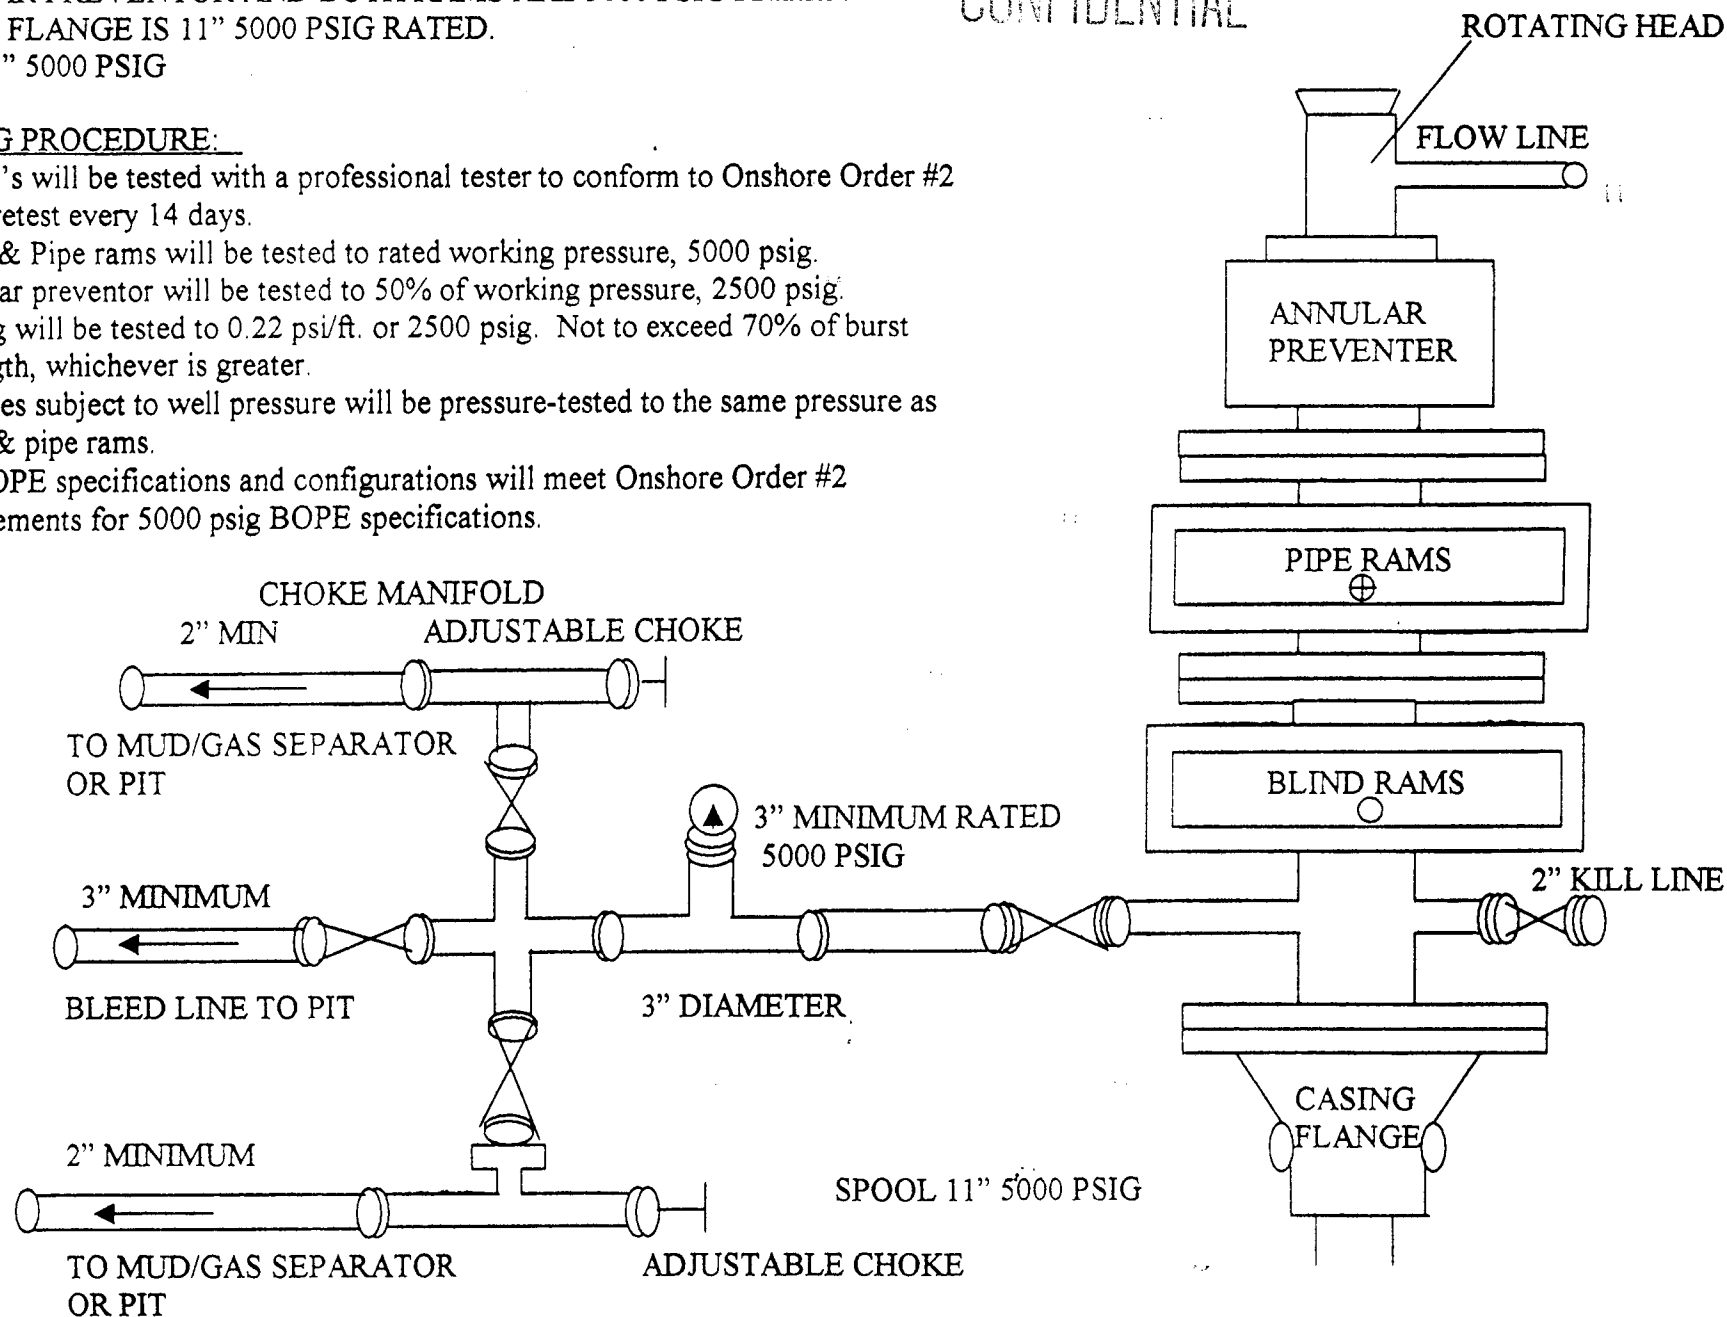 CONFIDENTIAL
FLANGE IS 11” 5000 PSIG RATED.
” 5000 PSIG
G PROCEDURE:
’s will be tested with a professional tester to conform to Onshore Order #2
etest every 14 days.
& Pipe rams will be tested to rated working pressure, 5000 psig.
ar preventor will be tested to 50% of working pressure, 2500 psig.
g will be tested to 0.22 psi/ft. or 2500 psig. Not to exceed 70% of burst
gth, whichever is greater.
es subject to well pressure will be pressure-tested to the same pressure as
& pipe rams.
OPE specifications and configurations will meet Onshore Order #2
ements for 5000 psig BOPE specifications.
ROTATING HEAD
FLOW LINE
ANNULAR
PREVENTER
PIPE RAMS
BLIND RAMS
2” KILL LINE
CASING
FLANGE
CHOKE MANIFOLD
2” MIN
ADJUSTABLE CHOKE
TO MUD/GAS SEPARATOR
OR PIT
3” MINIMUM RATED
5000 PSIG
3” MINIMUM
BLEED LINE TO PIT
3” DIAMETER
2” MINIMUM
SPOOL 11” 5000 PSIG
TO MUD/GAS SEPARATOR
OR PIT
ADJUSTABLE CHOKE